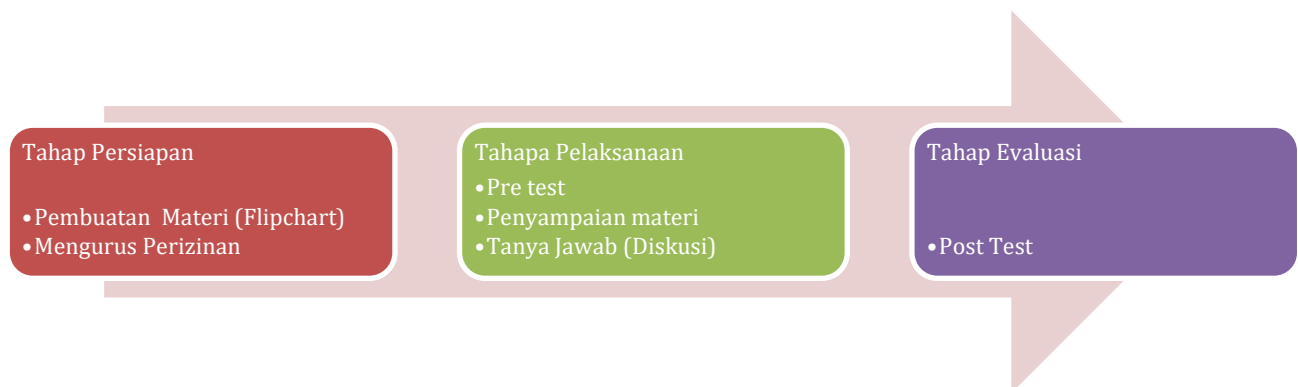 Tahap Persiapan
•Pembuatan  Materi (Flipchart)
•Mengurus Perizinan
Tahapa Pelaksanaan
•Pre test
•Penyampaian materi
•Tanya Jawab (Diskusi)
Tahap Evaluasi
•Post Test